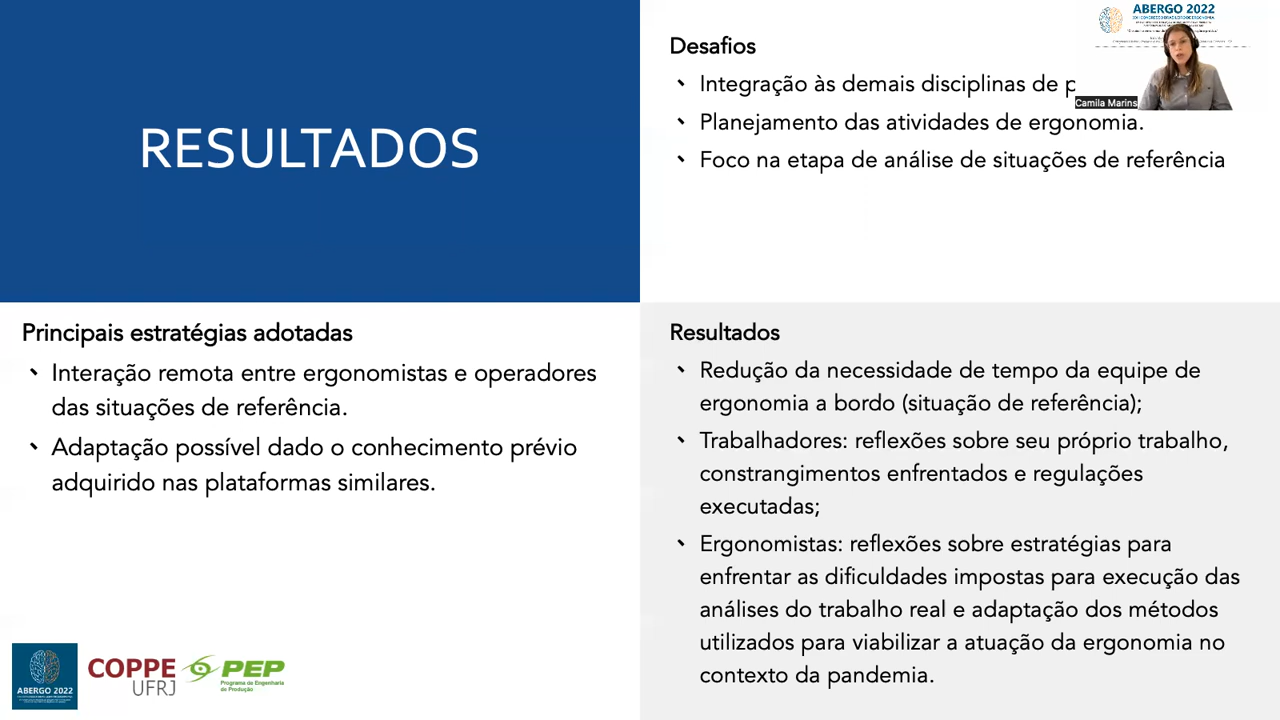 RESULTADOS
Desafios
Integração às demais disciplinas de p
Planejamento das atividades de ergonomia.
Foco na etapa de análise de situações de referência
ABERGO 2022
Camila Marins
Principais estratégias adotadas
Interação remota entre ergonomistas e operadores
das situações de referência.
Adaptação possível dado o conhecimento prévio
adquirido nas plataformas similares.
Resultados
Redução da necessidade de tempo da equipe de
ergonomia a bordo (situação de referência);
Trabalhadores: reflexões sobre seu próprio trabalho,
constrangimentos enfrentados e regulações
executadas;
Ergonomistas: reflexões sobre estratégias para
enfrentar as dificuldades impostas para execução das
análises do trabalho real e adaptação dos métodos
utilizados para viabilizar a atuação da ergonomia no
contexto da pandemia.
ABERGO 2022
COPPE
UFRJ
PEP
Programa de Engenharia
de Produção